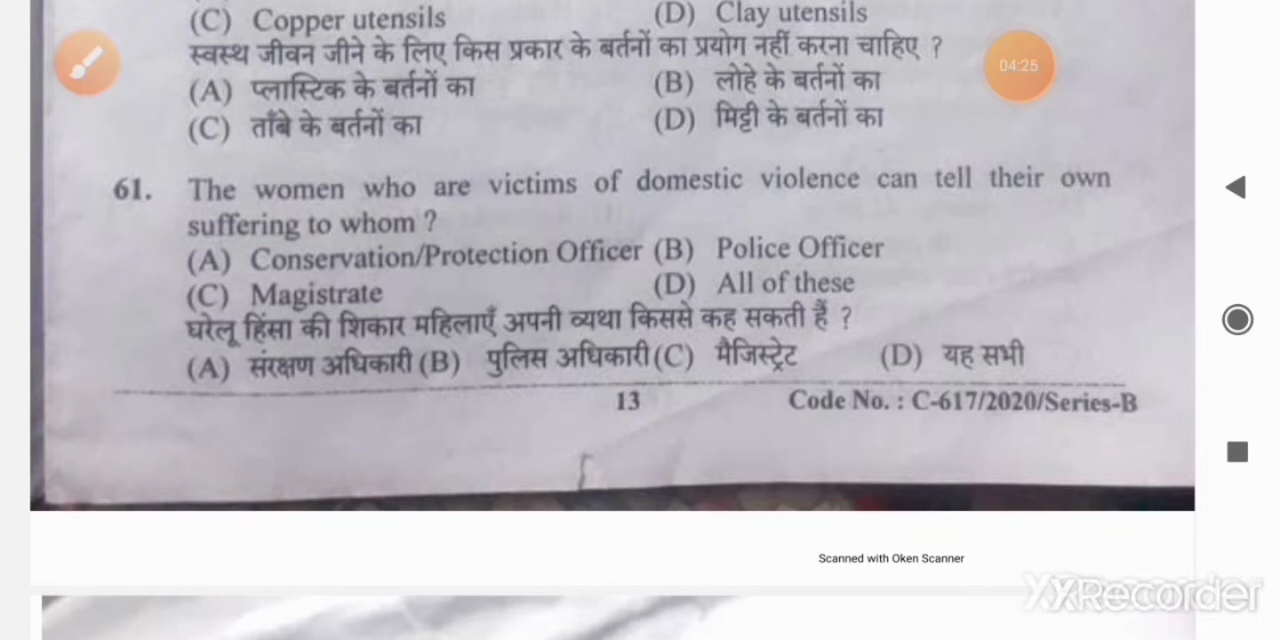 (C) Copper utensils (D) Clay utensils
स्वस्थ जीवन जीने के लिए किस प्रकार के बर्तनों का प्रयोग नहीं करना चाहिए ?
04:25
(A) प्लास्टिक के बर्तनों का (B) लोहे के बर्तनों का
(C) ताँबे के बर्तनों का (D) मिट्टी के बर्तनों का
61. The women who are victims of domestic violence can tell their own
suffering to whom ?
(A) Conservation/Protection Officer (B) Police Officer
(C) Magistrate (D) All of these
घरेलू हिंसा की शिकार महिलाएँ अपनी व्यथा किससे कह सकती हैं ?
(A) संरक्षण अधिकारी (B) पुलिस अधिकारी (C) मैजिस्ट्रेट (D) यह सभी
13 Code No. : C-617/2020/Series-B
Scanned with Oken Scanner
XXRecorder